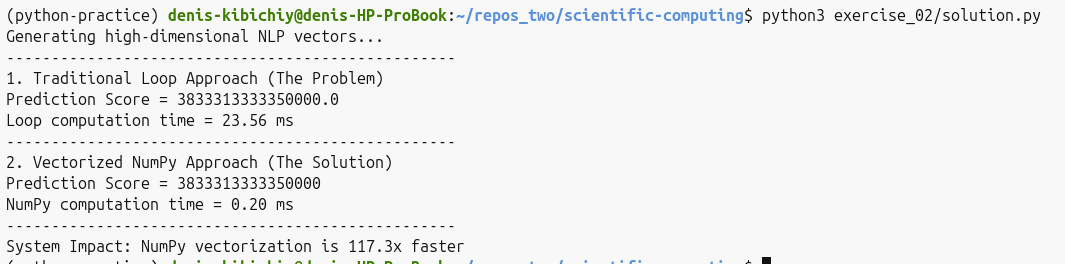 (python-practice) denis-kibichiy@denis-HP-ProBook:~/repos_two/scientific-computing$ python3 exercise_02/solution.py
Generating high-dimensional NLP vectors...
--------------------------------------------------
1. Traditional Loop Approach (The Problem)
Prediction Score = 3833313333350000.0
Loop computation time = 23.56 ms
--------------------------------------------------
2. Vectorized NumPy Approach (The Solution)
Prediction Score = 3833313333350000
NumPy computation time = 0.20 ms
--------------------------------------------------
System Impact: NumPy vectorization is 117.3x faster